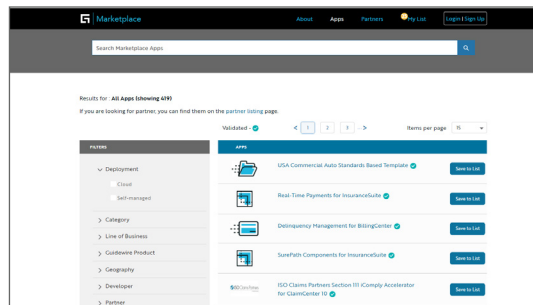 Marketplace
About Apps Partners My List Login | Sign Up
Search Marketplace Apps
Results for : All Apps (showing 419)
If you are looking for partner, you can find them on the partner listing page.
Validated - < 1 2 3 ... > Items per page 15
FILTERS
APPS
Deployment
Cloud
Self-managed
Category
Line of Business
Guidewire Product
Geography
Developer
Partner
USA Commercial Auto Standards Based Template
Save to List
Real-Time Payments for InsuranceSuite
Save to List
Delinquency Management for BillingCenter
Save to List
SurePath Components for InsuranceSuite
Save to List
ISO Claims Partners
ISO Claims Partners Section 111 iComply Accelerator
for ClaimCenter 10
Save to List